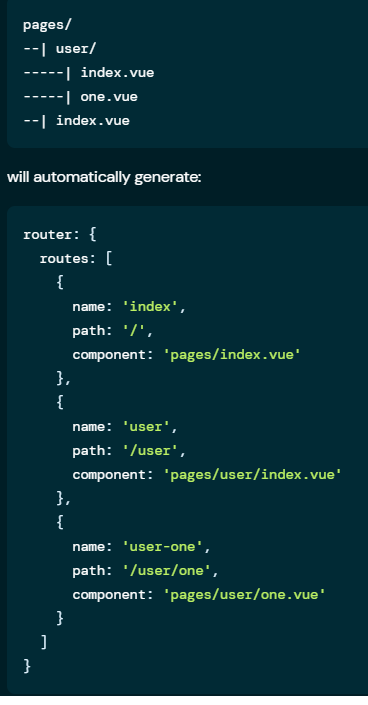 pages/
--| user/
-----| index.vue
-----| one.vue
--| index.vue
will automatically generate:
router: {
  routes: [
    {
      name: 'index',
      path: '/',
      component: 'pages/index.vue'
    },
    {
      name: 'user',
      path: '/user',
      component: 'pages/user/index.vue'
    },
    {
      name: 'user-one',
      path: '/user/one',
      component: 'pages/user/one.vue'
    }
  ]
}